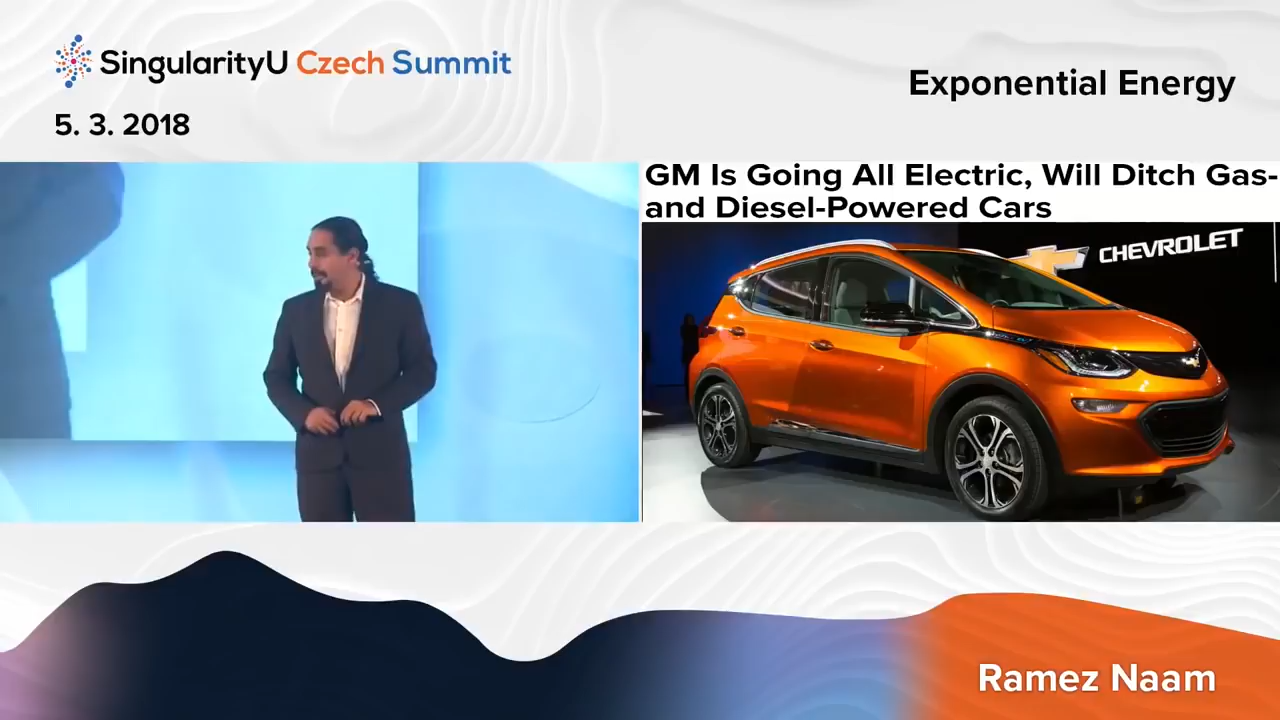 SingularityU Czech Summit
5. 3. 2018
Exponential Energy
GM Is Going All Electric, Will Ditch Gas-
and Diesel-Powered Cars
CHEVROLET
Ramez Naam